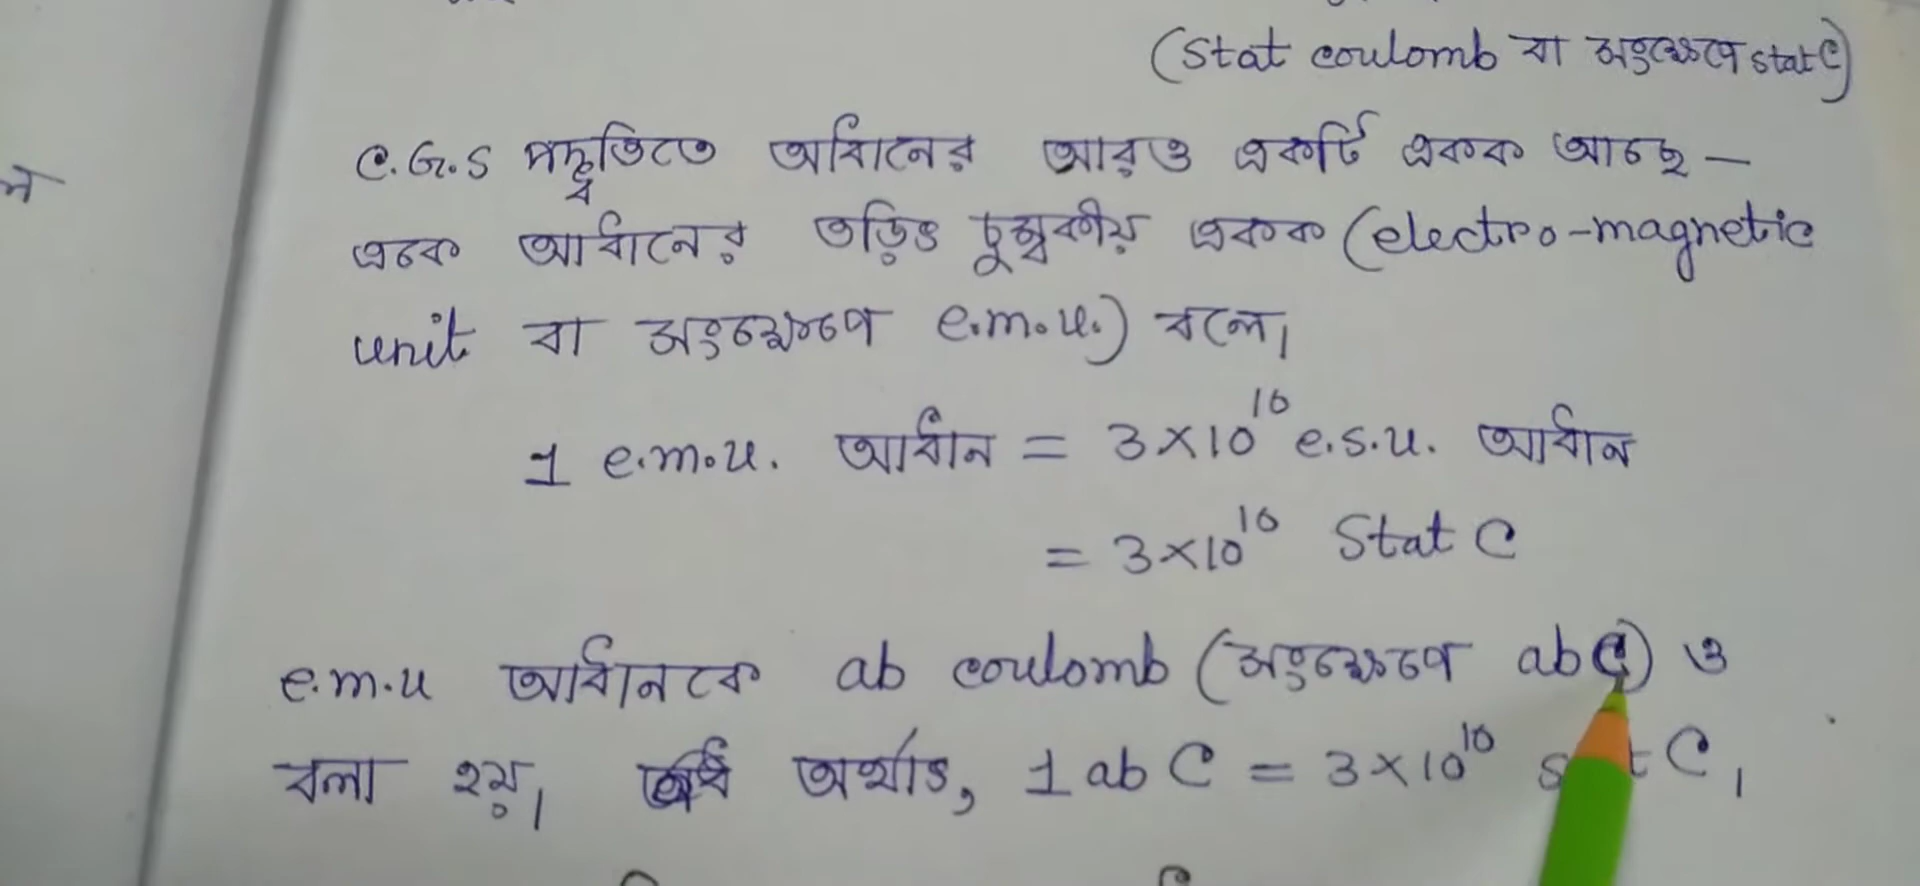 (Stat coulomb বা সংক্ষেপে stat C)
C.G.S পদ্ধতিতে আধানের আরও একটি একক আছে —
একে আধানের তড়িৎ চুম্বকীয় একক (electro-magnetic
unit বা সংক্ষেপে e.m.u.) বলে।
1 e.m.u. আধান = 3×10¹⁰ e.s.u. আধান
= 3×10¹⁰ Stat C
e.m.u আধানকে ab coulomb (সংক্ষেপে ab C) ও
বলা হয়। অর্থাৎ, 1 ab C = 3×10¹⁰ C।